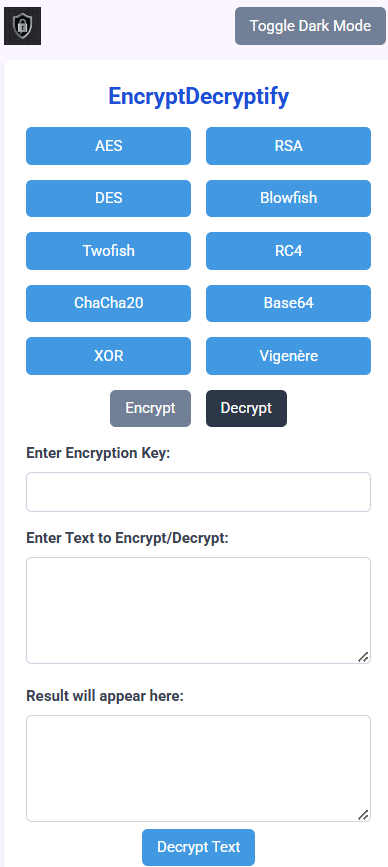 Toggle Dark Mode
EncryptDecryptify
AES RSA
DES Blowfish
Twofish RC4
ChaCha20 Base64
XOR Vigenère
Encrypt Decrypt
Enter Encryption Key:
Enter Text to Encrypt/Decrypt:
Result will appear here:
Decrypt Text